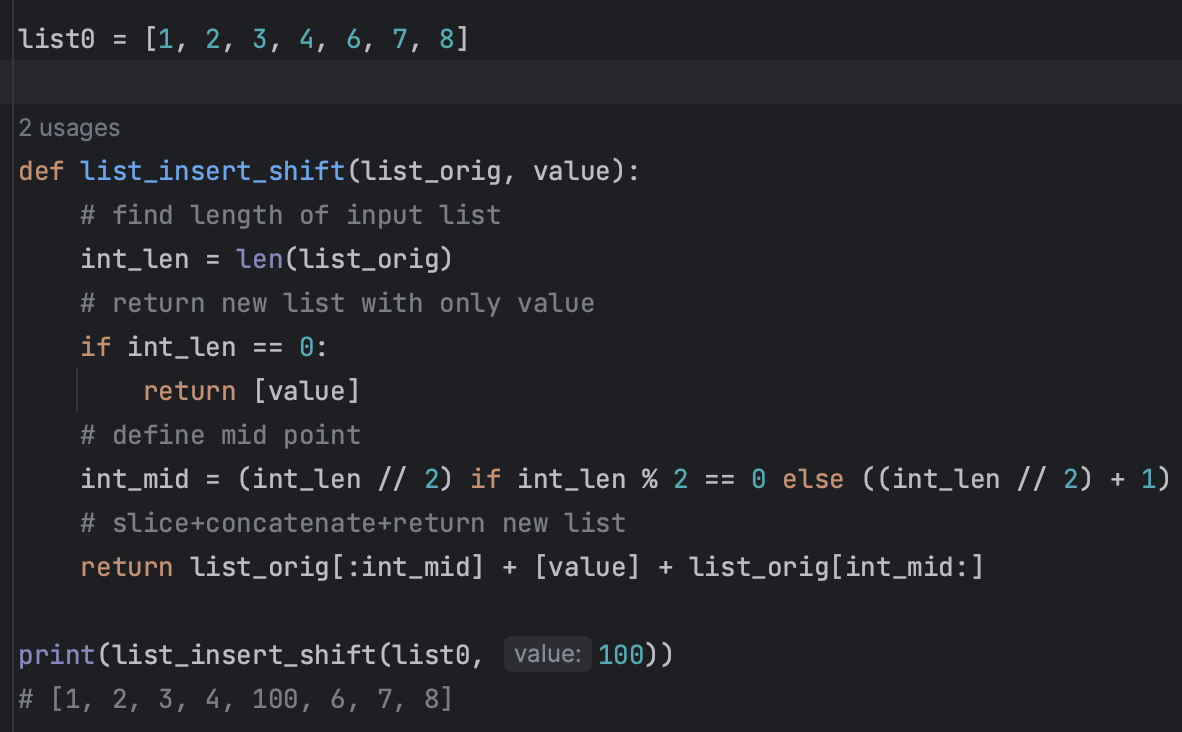 list0 = [1, 2, 3, 4, 6, 7, 8]
2 usages
def list_insert_shift(list_orig, value):
    # find length of input list
    int_len = len(list_orig)
    # return new list with only value
    if int_len == 0:
        return [value]
    # define mid point
    int_mid = (int_len // 2) if int_len % 2 == 0 else ((int_len // 2) + 1)
    # slice+concatenate+return new list
    return list_orig[:int_mid] + [value] + list_orig[int_mid:]
print(list_insert_shift(list0, value: 100))
# [1, 2, 3, 4, 100, 6, 7, 8]